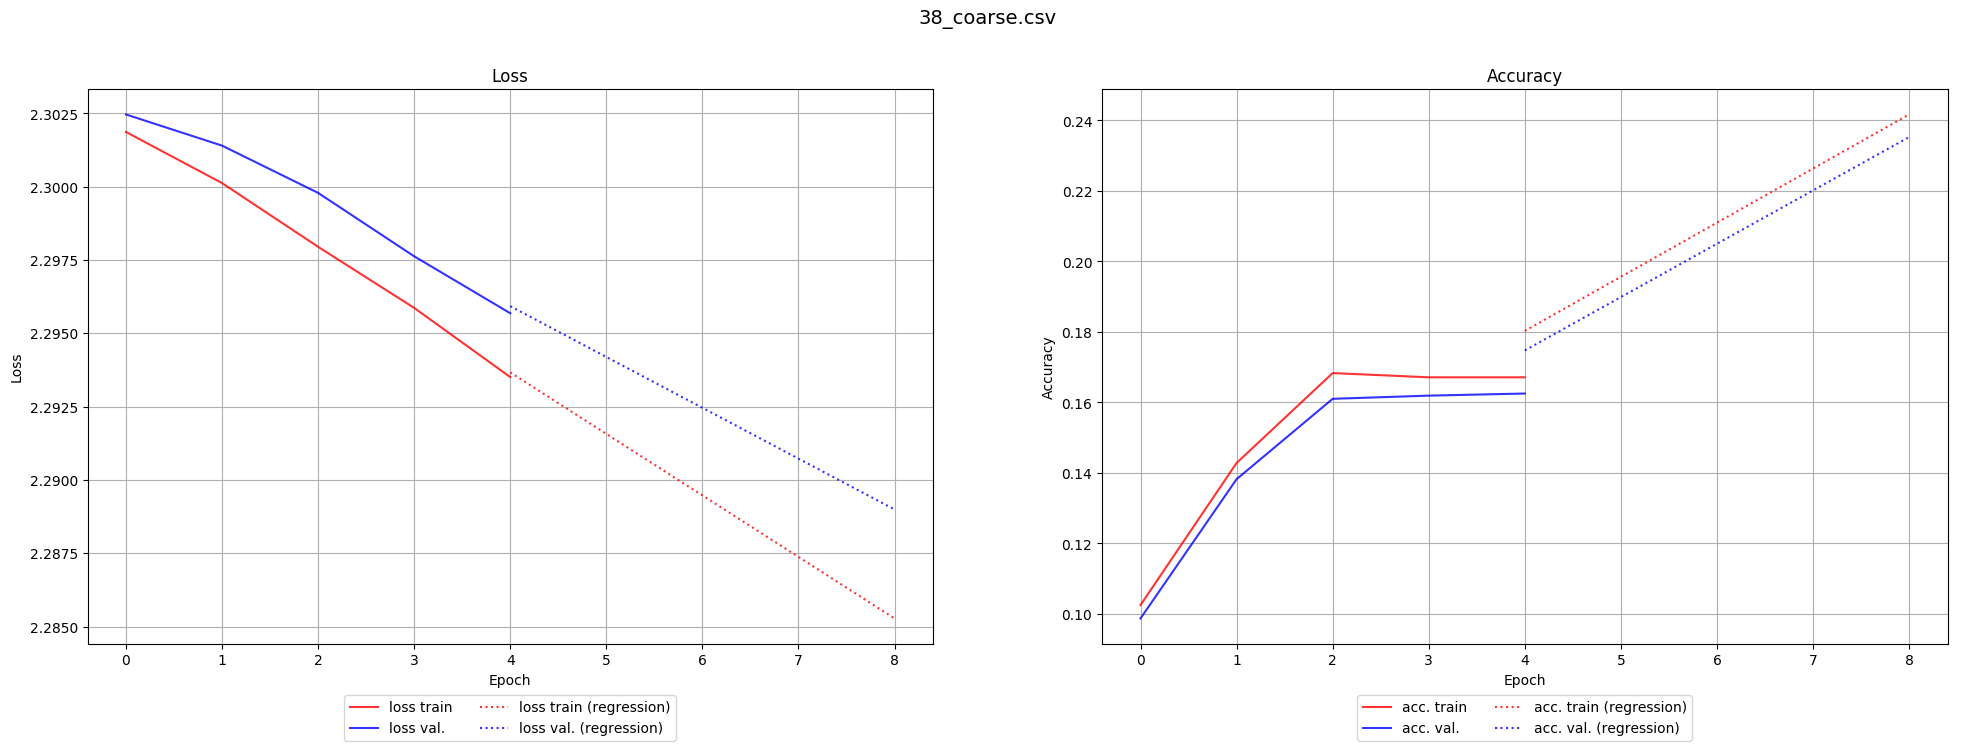 38_coarse.csv
Loss
2.3025
2.3000
2.2975
2.2950
2.2925
2.2900
2.2875
2.2850
Loss
0 1 2 3 4 5 6 7 8
Epoch
loss train
loss val.
loss train (regression)
loss val. (regression)
Accuracy
0.24
0.22
0.20
0.18
0.16
0.14
0.12
0.10
Accuracy
0 1 2 3 4 5 6 7 8
Epoch
acc. train
acc. val.
acc. train (regression)
acc. val. (regression)